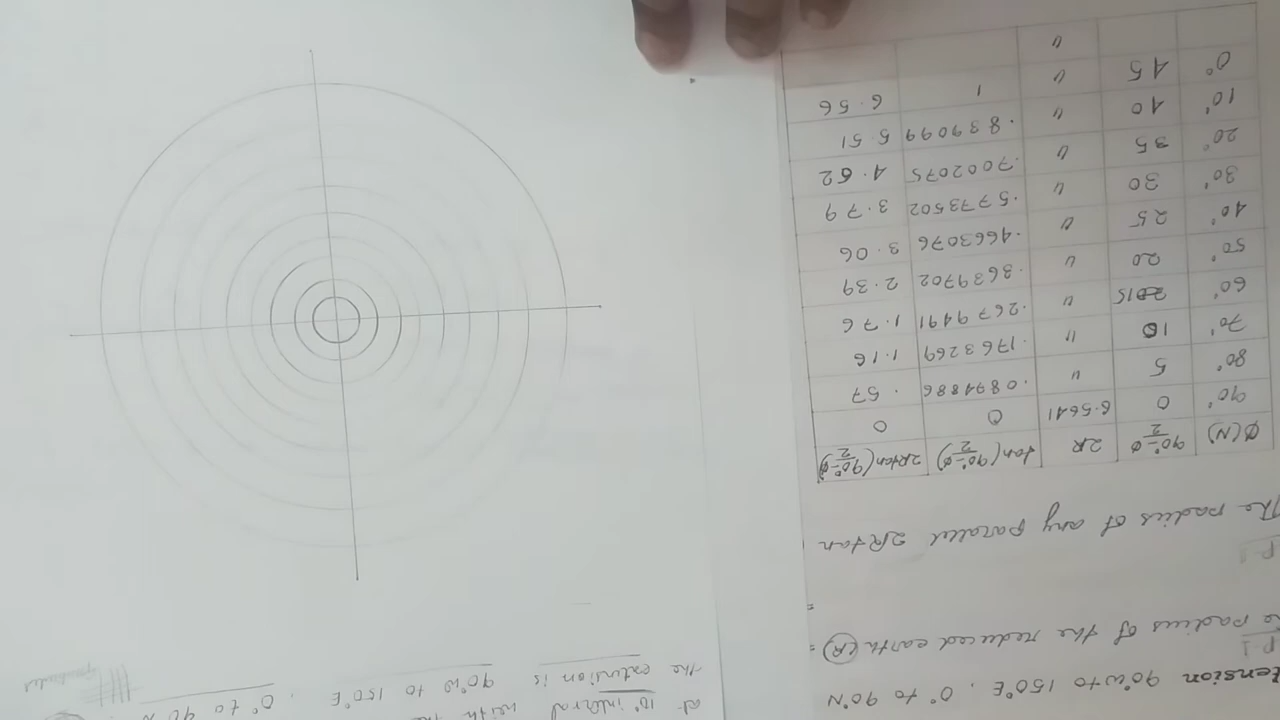 at 10° interval with the
the extension is 90°W to 150°E, 0° to 90°N
tension 90°W to 150°E, 0° to 90°N
e radius of the reduced earth (R) =
The radius of any parallel 2R tan
Ø(N) 90°-Ø/2 2R tan(90°-Ø/2) 2Rtan(90°-Ø/2)
90° 0 6.5641 0 0
80° 5 " .0874886 .57
70° 10 " .1763269 1.16
60° 15 " .2679491 1.76
50° 20 " .3639702 2.39
40° 25 " .4663076 3.06
30° 30 " .5773502 3.79
20° 35 " .7002075 4.62
10° 40 " .839099 5.51
0° 45 " 1 6.56
"